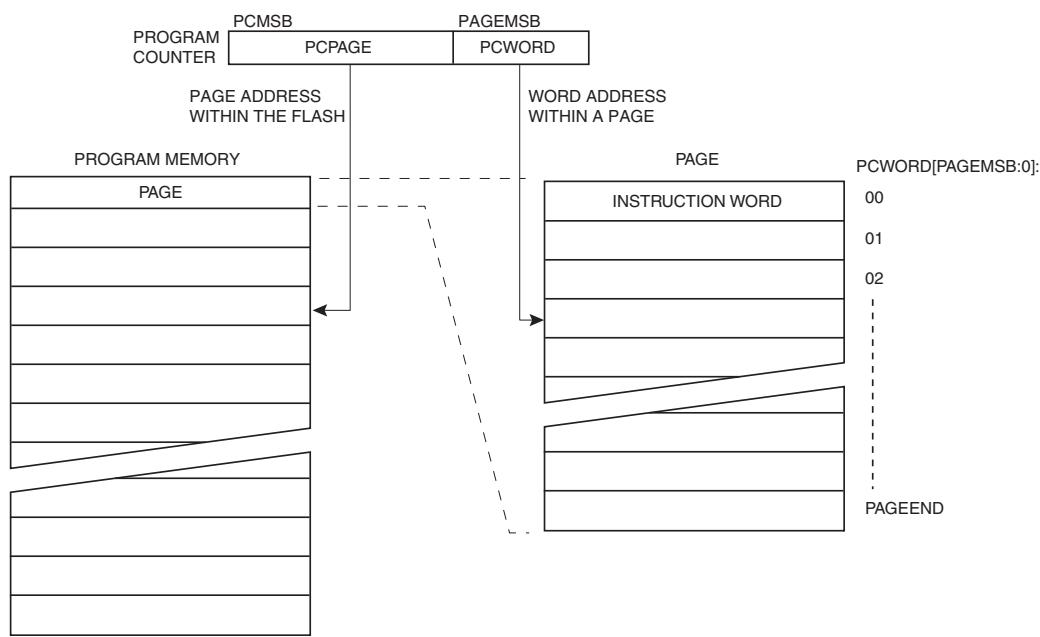 PCMSB
PAGEMSB
PROGRAM
COUNTER
PCPAGE
PCWORD
PAGE ADDRESS
WITHIN THE FLASH
WORD ADDRESS
WITHIN A PAGE
PROGRAM MEMORY
PAGE
PAGE
INSTRUCTION WORD
PCWORD[PAGEMSB:0]:
00
01
02
PAGEEND